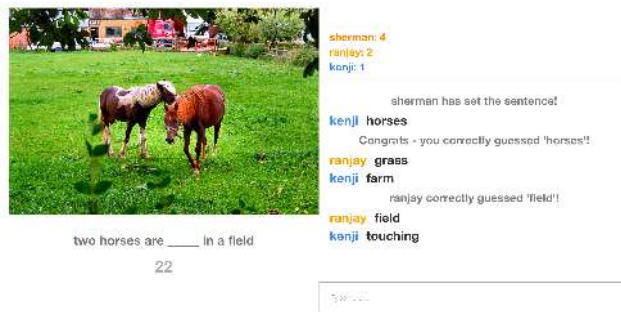 sherman: 4
ranjay: 2
kenji: 1
sherman has set the sentence!
kenji horses
Congrats - you correctly guessed 'horses'!
ranjay grass
kenji farm
ranjay correctly guessed 'field'!
ranjay field
kenji touching
two horses are _____ in a field
22